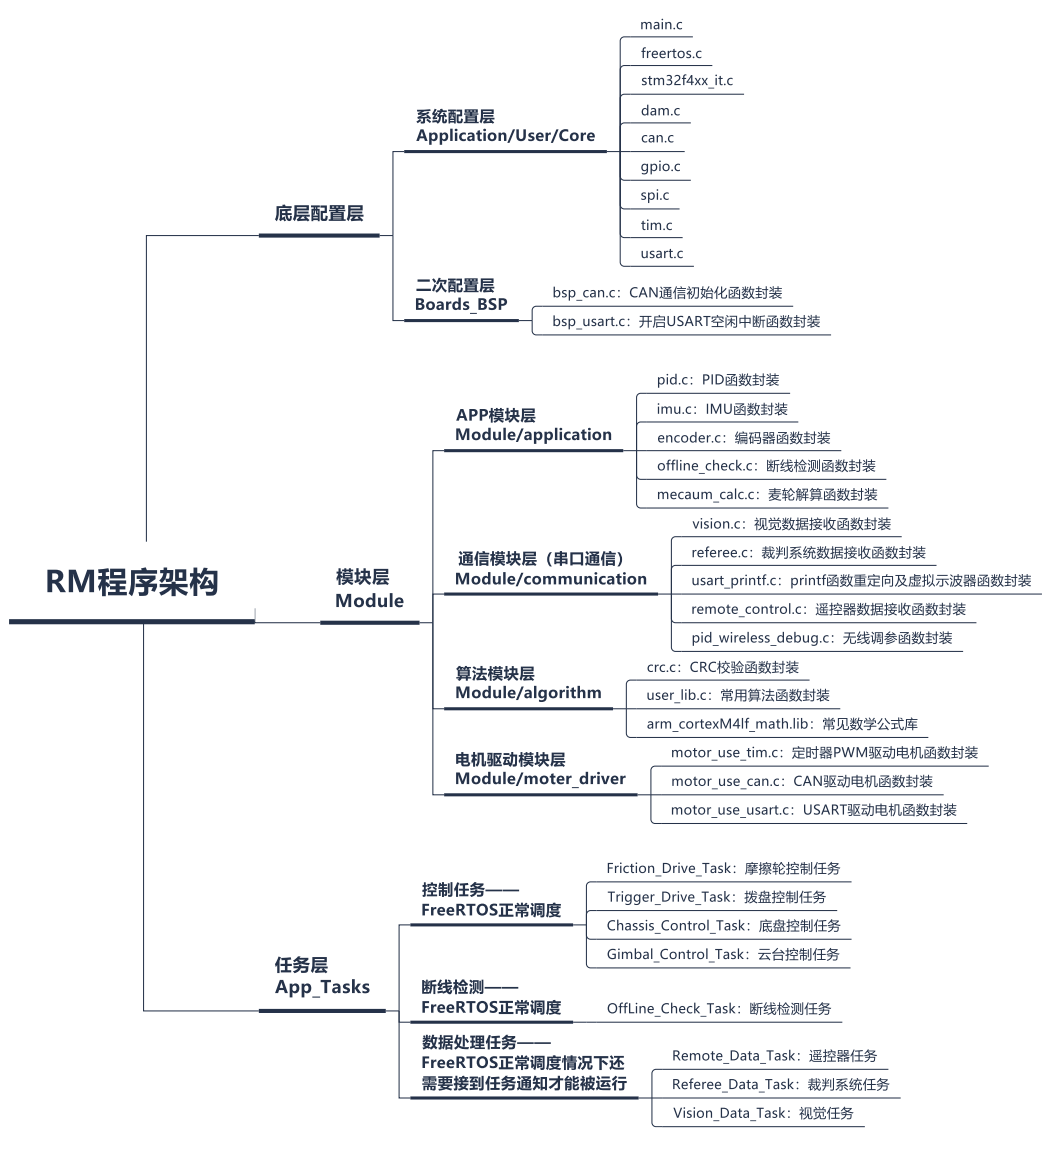 RM程序架构
底层配置层
系统配置层
Application/User/Core
main.c
freertos.c
stm32f4xx_it.c
dam.c
can.c
gpio.c
spi.c
tim.c
usart.c
二次配置层
Boards_BSP
bsp_can.c：CAN通信初始化函数封装
bsp_usart.c：开启USART空闲中断函数封装
模块层
Module
APP模块层
Module/application
pid.c：PID函数封装
imu.c：IMU函数封装
encoder.c：编码器函数封装
offline_check.c：断线检测函数封装
mecaum_calc.c：麦轮解算函数封装
通信模块层（串口通信）
Module/communication
vision.c：视觉数据接收函数封装
referee.c：裁判系统数据接收函数封装
usart_printf.c：printf函数重定向及虚拟示波器函数封装
remote_control.c：遥控器数据接收函数封装
pid_wireless_debug.c：无线调参函数封装
算法模块层
Module/algorithm
crc.c：CRC校验函数封装
user_lib.c：常用算法函数封装
arm_cortexM4lf_math.lib：常见数学公式库
电机驱动模块层
Module/moter_driver
motor_use_tim.c：定时器PWM驱动电机函数封装
motor_use_can.c：CAN驱动电机函数封装
motor_use_usart.c：USART驱动电机函数封装
任务层
App_Tasks
控制任务——
FreeRTOS正常调度
Friction_Drive_Task：摩擦轮控制任务
Trigger_Drive_Task：拨盘控制任务
Chassis_Control_Task：底盘控制任务
Gimbal_Control_Task：云台控制任务
断线检测——
FreeRTOS正常调度
OffLine_Check_Task：断线检测任务
数据处理任务——
FreeRTOS正常调度情况下还
需要接到任务通知才能被运行
Remote_Data_Task：遥控器任务
Referee_Data_Task：裁判系统任务
Vision_Data_Task：视觉任务